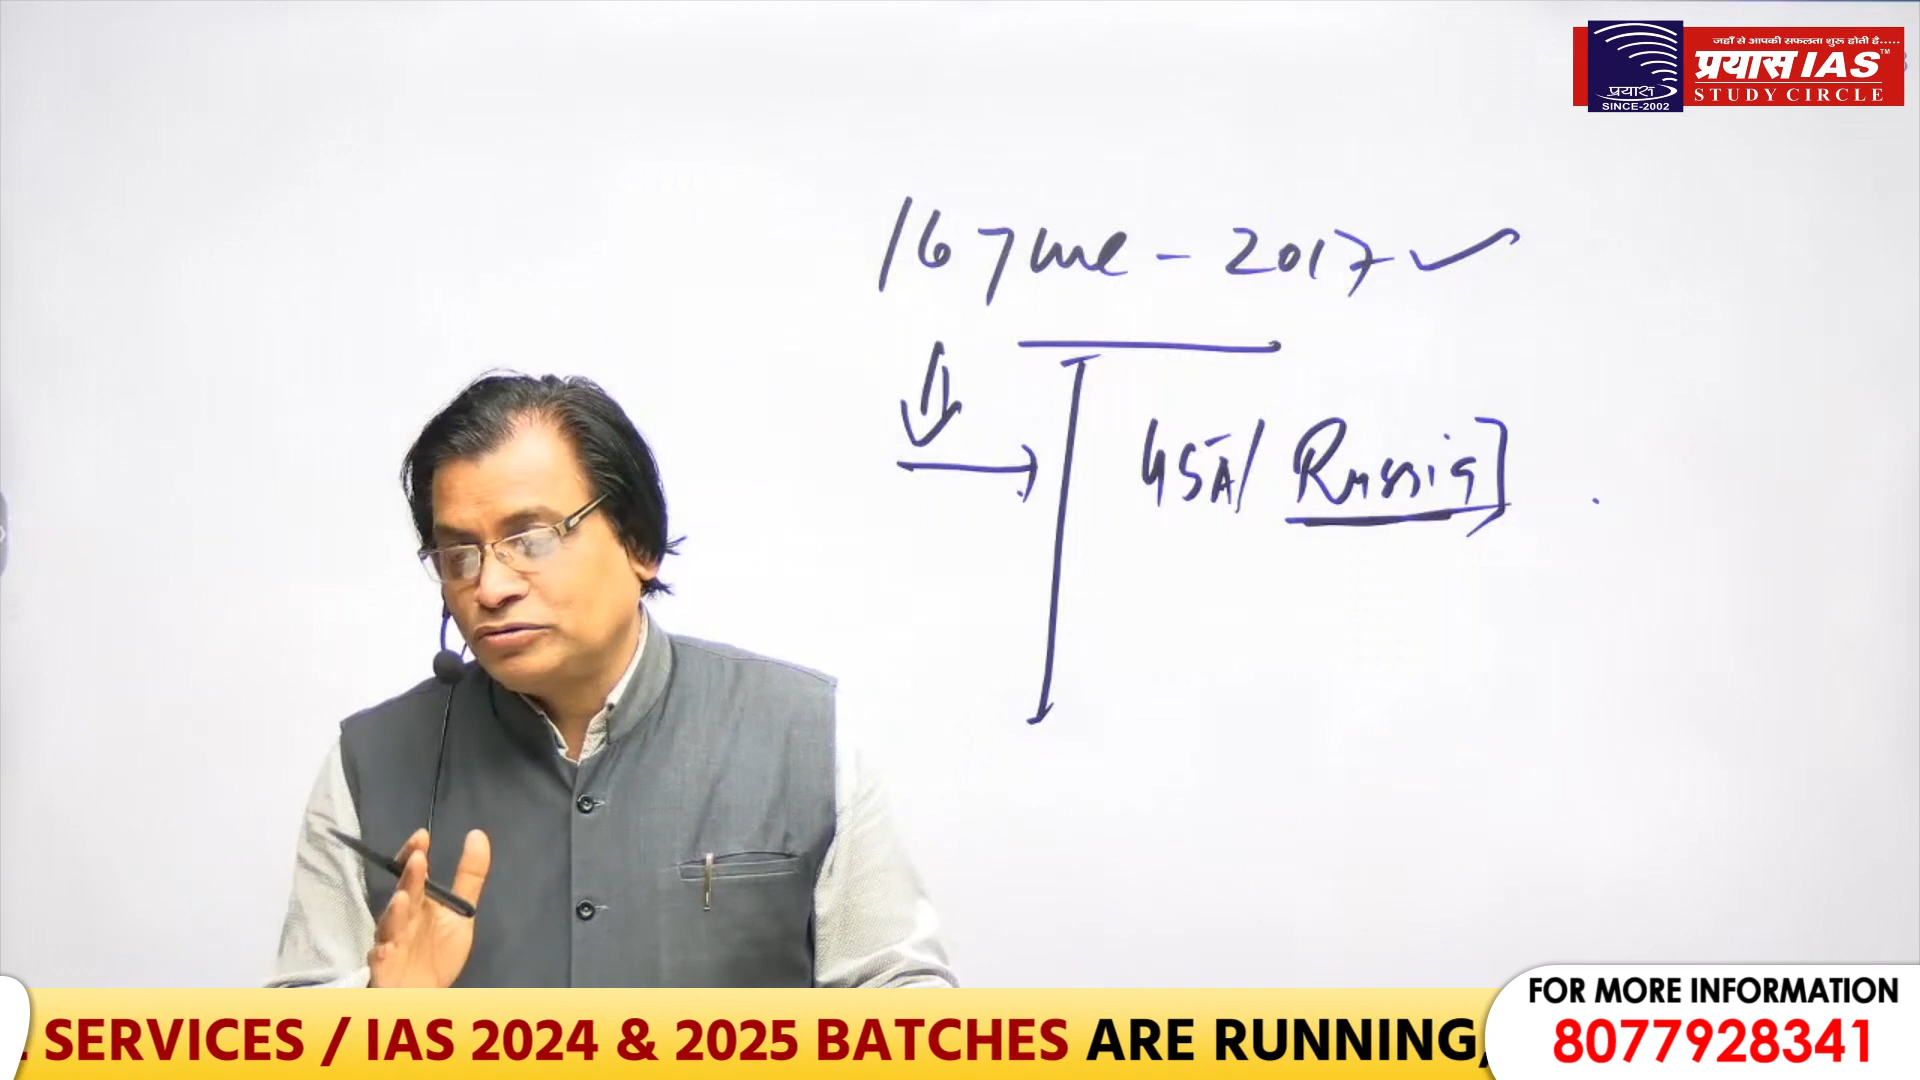 जहाँ से आपकी सफलता शुरू होती है.....
प्रयास IAS™
STUDY CIRCLE
प्रयास
SINCE-2002
16 June - 2017 ✓
USA/ Russia]
SERVICES / IAS 2024 & 2025 BATCHES ARE RUNNING,
FOR MORE INFORMATION
8077928341